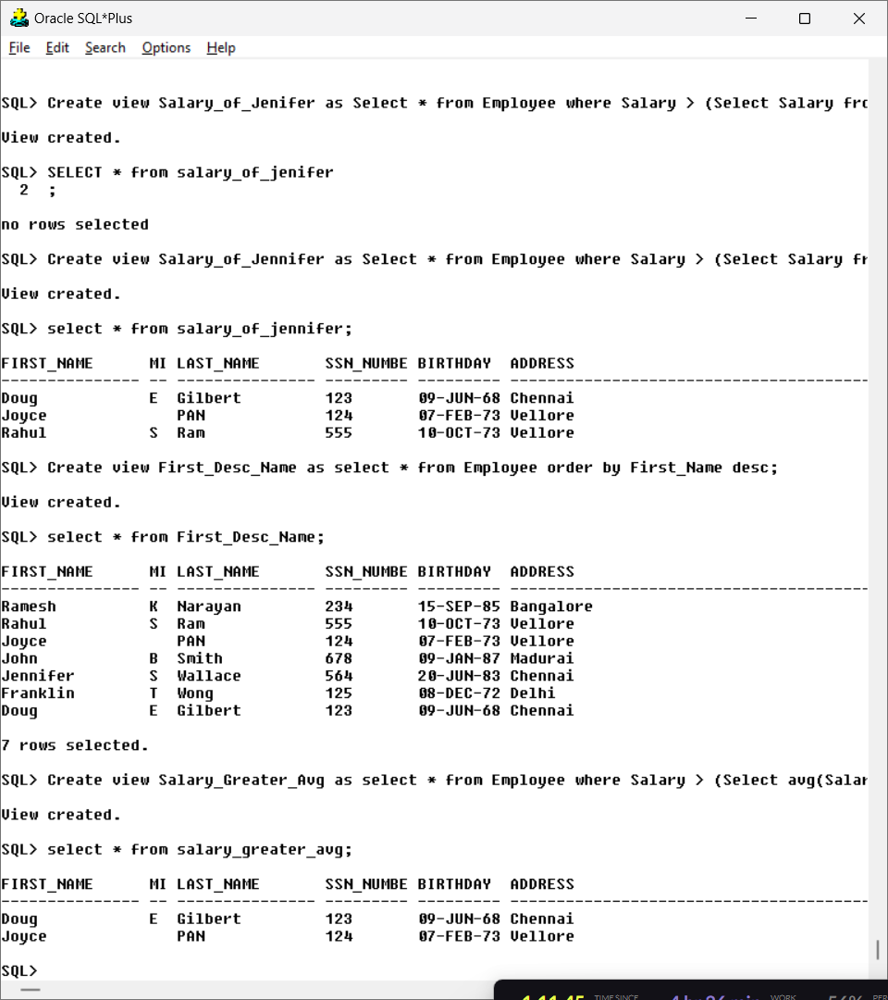 Oracle SQL*Plus
File Edit Search Options Help
SQL> Create view Salary_of_Jenifer as Select * from Employee where Salary > (Select Salary fro
View created.
SQL> SELECT * from salary_of_jenifer
2 ;
no rows selected
SQL> Create view Salary_of_Jennifer as Select * from Employee where Salary > (Select Salary fr
View created.
SQL> select * from salary_of_jennifer;
FIRST_NAME MI LAST_NAME SSN_NUMBE BIRTHDAY ADDRESS
--------------- -- --------------- --------- --------- ---------------------------------------
Doug E Gilbert 123 09-JUN-68 Chennai
Joyce PAN 124 07-FEB-73 Vellore
Rahul S Ram 555 10-OCT-73 Vellore
SQL> Create view First_Desc_Name as select * from Employee order by First_Name desc;
View created.
SQL> select * from First_Desc_Name;
FIRST_NAME MI LAST_NAME SSN_NUMBE BIRTHDAY ADDRESS
--------------- -- --------------- --------- --------- ---------------------------------------
Ramesh K Narayan 234 15-SEP-85 Bangalore
Rahul S Ram 555 10-OCT-73 Vellore
Joyce PAN 124 07-FEB-73 Vellore
John B Smith 678 09-JAN-87 Madurai
Jennifer S Wallace 564 20-JUN-83 Chennai
Franklin T Wong 125 08-DEC-72 Delhi
Doug E Gilbert 123 09-JUN-68 Chennai
7 rows selected.
SQL> Create view Salary_Greater_Avg as select * from Employee where Salary > (Select avg(Salar
View created.
SQL> select * from salary_greater_avg;
FIRST_NAME MI LAST_NAME SSN_NUMBE BIRTHDAY ADDRESS
--------------- -- --------------- --------- --------- ---------------------------------------
Doug E Gilbert 123 09-JUN-68 Chennai
Joyce PAN 124 07-FEB-73 Vellore
SQL>
TIME SINCE WORK PER